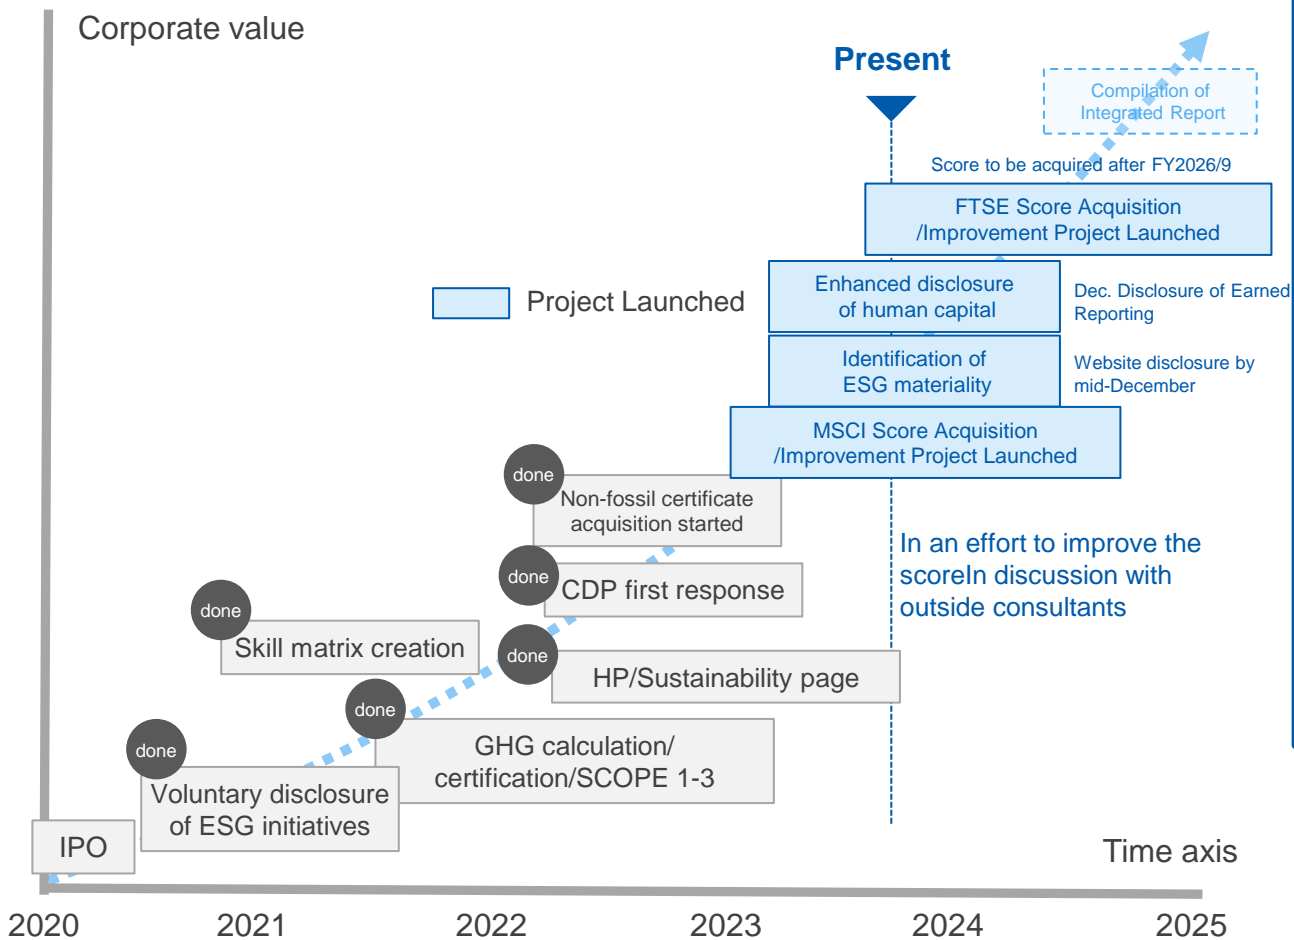 Corporate value
Present
Compilation of
Integrated Report
Score to be acquired after FY2026/9
FTSE Score Acquisition
/Improvement Project Launched
Project Launched
Enhanced disclosure
of human capital
Dec. Disclosure of Earned
Reporting
Identification of
ESG materiality
Website disclosure by
mid-December
MSCI Score Acquisition
/Improvement Project Launched
done
Non-fossil certificate
acquisition started
In an effort to improve the
scoreIn discussion with
outside consultants
done
CDP first response
done
Skill matrix creation
done
HP/Sustainability page
done
GHG calculation/
certification/SCOPE 1-3
done
Voluntary disclosure
of ESG initiatives
IPO
Time axis
2020
2021
2022
2023
2024
2025